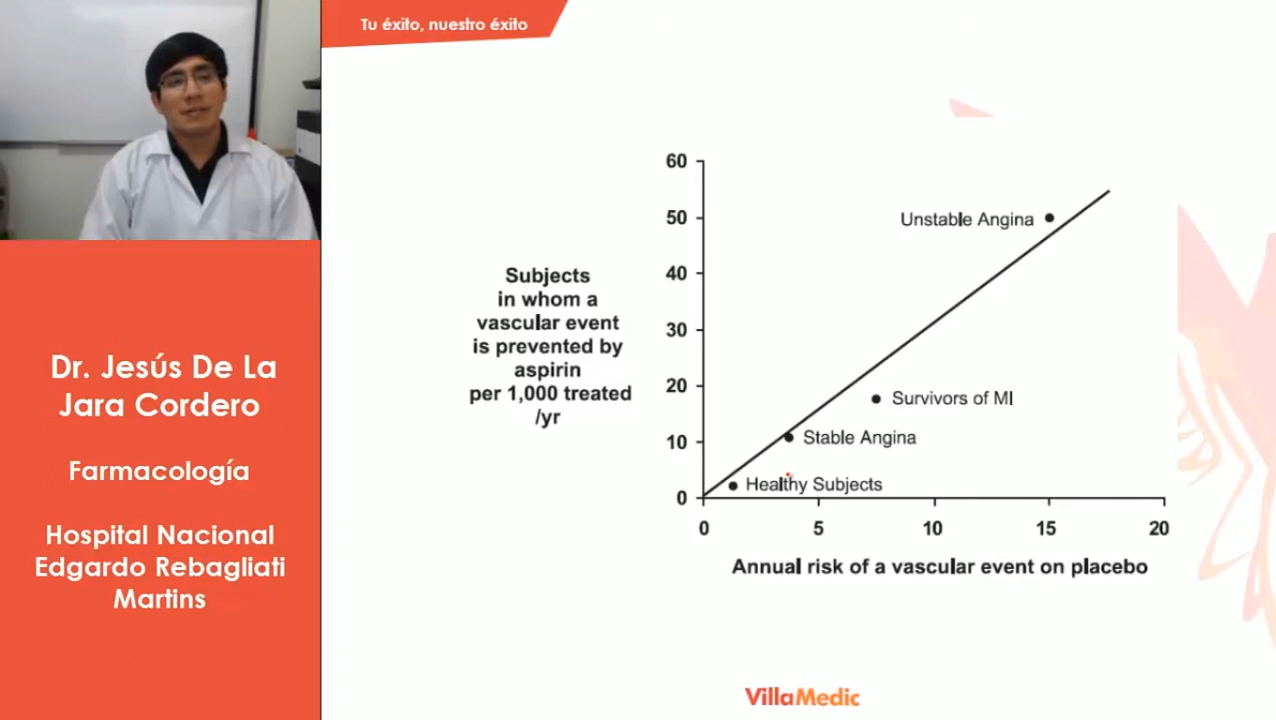 Tu éxito, nuestro éxito
Dr. Jesús De La
Jara Cordero
Farmacología
Hospital Nacional
Edgardo Rebagliati
Martins
Subjects
in whom a
vascular event
is prevented by
aspirin
per 1,000 treated
/yr
60
50
40
30
20
10
0
Unstable Angina
Survivors of MI
Stable Angina
Healthy Subjects
0 5 10 15 20
Annual risk of a vascular event on placebo
VillaMedic